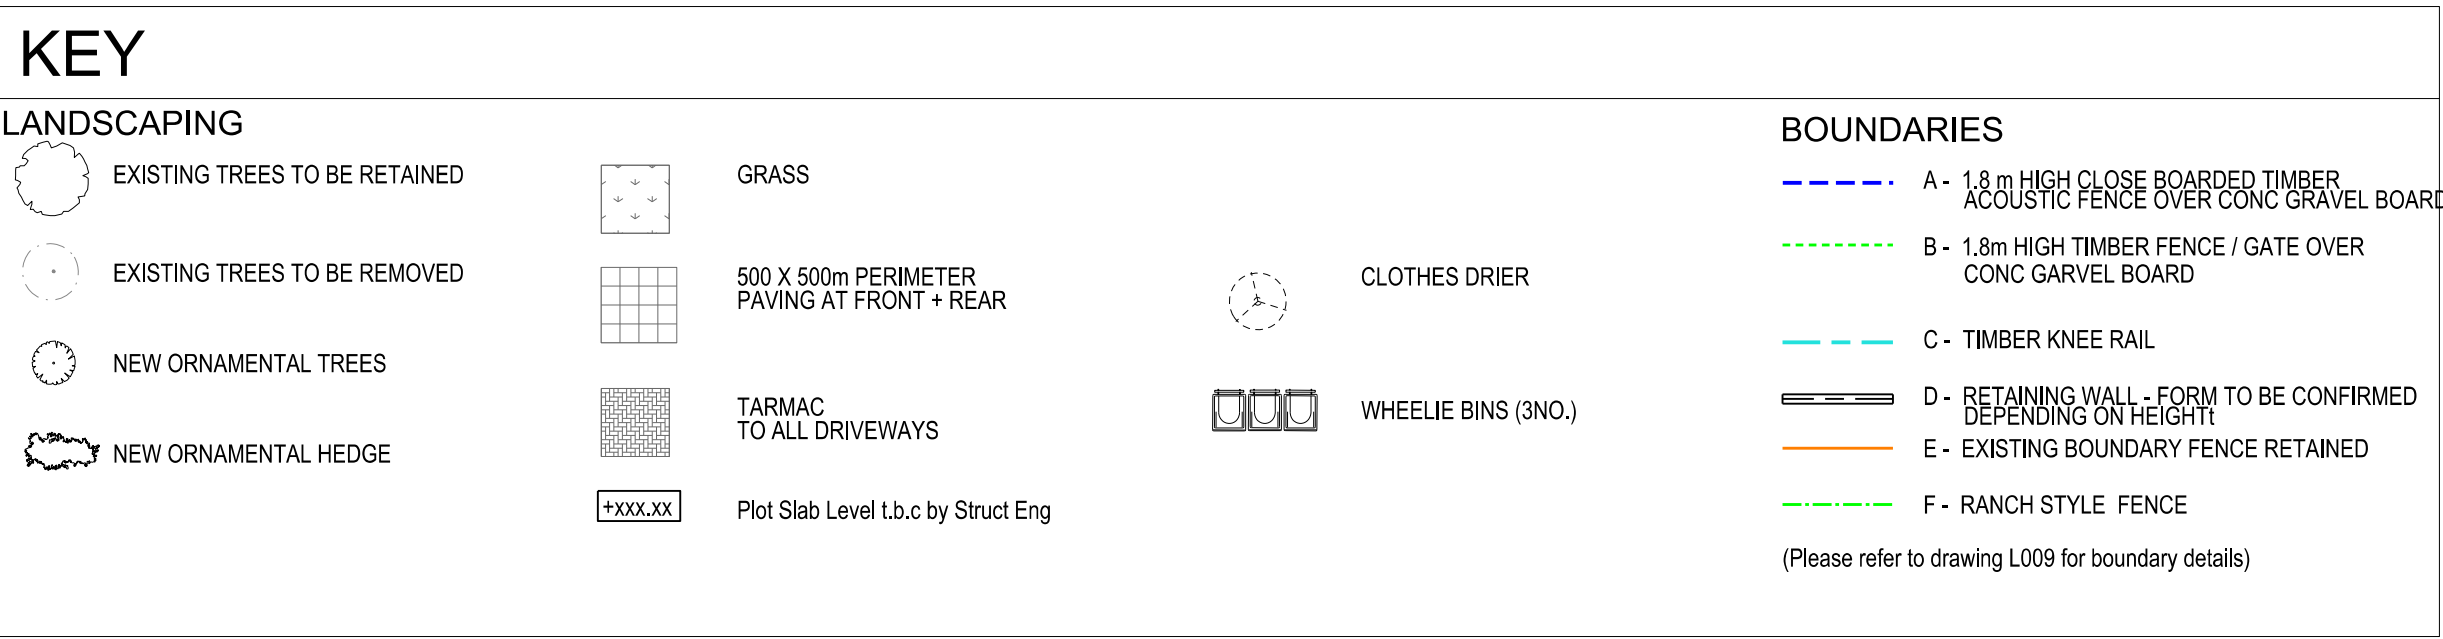 KEY
LANDSCAPING
EXISTING TREES TO BE RETAINED
EXISTING TREES TO BE REMOVED
NEW ORNAMENTAL TREES
NEW ORNAMENTAL HEDGE
GRASS
500 X 500m PERIMETER
PAVING AT FRONT + REAR
TARMAC
TO ALL DRIVEWAYS
+xxx.xx
Plot Slab Level t.b.c by Struct Eng
CLOTHES DRIER
WHEELIE BINS (3NO.)
BOUNDARIES
A - 1.8 m HIGH CLOSE BOARDED TIMBER
ACOUSTIC FENCE OVER CONC GRAVEL BOARD
B - 1.8m HIGH TIMBER FENCE / GATE OVER
CONC GARVEL BOARD
C - TIMBER KNEE RAIL
D - RETAINING WALL - FORM TO BE CONFIRMED
DEPENDING ON HEIGHTt
E - EXISTING BOUNDARY FENCE RETAINED
F - RANCH STYLE FENCE
(Please refer to drawing L009 for boundary details)